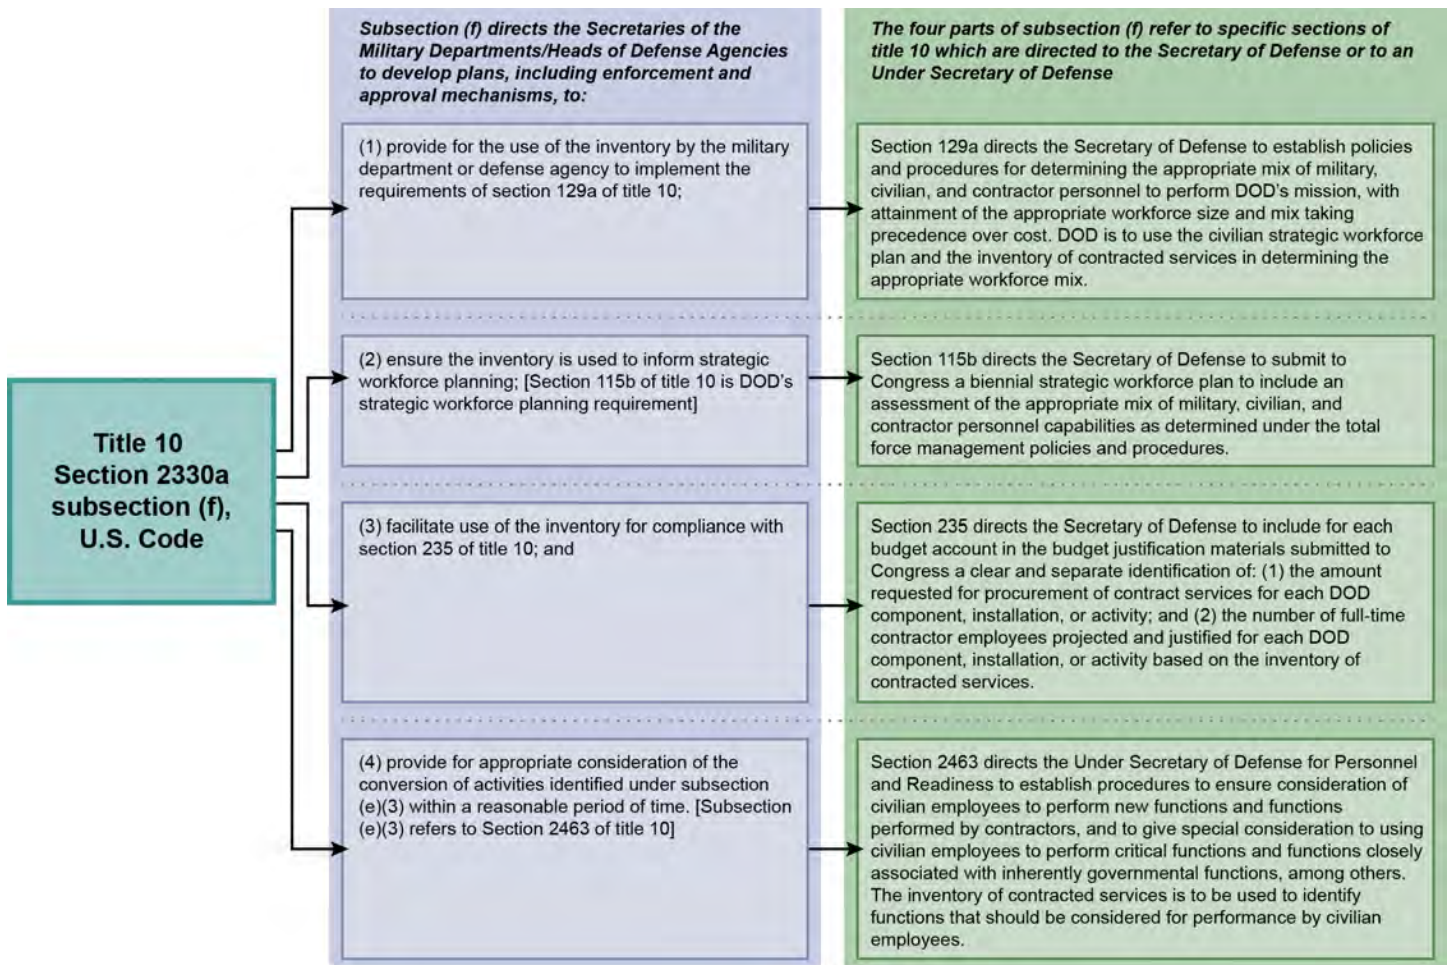 Title 10
Section 2330a
subsection (f),
U.S. Code
Subsection (f) directs the Secretaries of the
Military Departments/Heads of Defense Agencies
to develop plans, including enforcement and
approval mechanisms, to:
The four parts of subsection (f) refer to specific sections of
title 10 which are directed to the Secretary of Defense or to an
Under Secretary of Defense
(1) provide for the use of the inventory by the military
department or defense agency to implement the
requirements of section 129a of title 10;
Section 129a directs the Secretary of Defense to establish policies
and procedures for determining the appropriate mix of military,
civilian, and contractor personnel to perform DOD's mission, with
attainment of the appropriate workforce size and mix taking
precedence over cost. DOD is to use the civilian strategic workforce
plan and the inventory of contracted services in determining the
appropriate workforce mix.
(2) ensure the inventory is used to inform strategic
workforce planning; [Section 115b of title 10 is DOD's
strategic workforce planning requirement]
Section 115b directs the Secretary of Defense to submit to
Congress a biennial strategic workforce plan to include an
assessment of the appropriate mix of military, civilian, and
contractor personnel capabilities as determined under the total
force management policies and procedures.
(3) facilitate use of the inventory for compliance with
section 235 of title 10; and
Section 235 directs the Secretary of Defense to include for each
budget account in the budget justification materials submitted to
Congress a clear and separate identification of: (1) the amount
requested for procurement of contract services for each DOD
component, installation, or activity; and (2) the number of full-time
contractor employees projected and justified for each DOD
component, installation, or activity based on the inventory of
contracted services.
(4) provide for appropriate consideration of the
conversion of activities identified under subsection
(e)(3) within a reasonable period of time. [Subsection
(e)(3) refers to Section 2463 of title 10]
Section 2463 directs the Under Secretary of Defense for Personnel
and Readiness to establish procedures to ensure consideration of
civilian employees to perform new functions and functions
performed by contractors, and to give special consideration to using
civilian employees to perform critical functions and functions closely
associated with inherently governmental functions, among others.
The inventory of contracted services is to be used to identify
functions that should be considered for performance by civilian
employees.